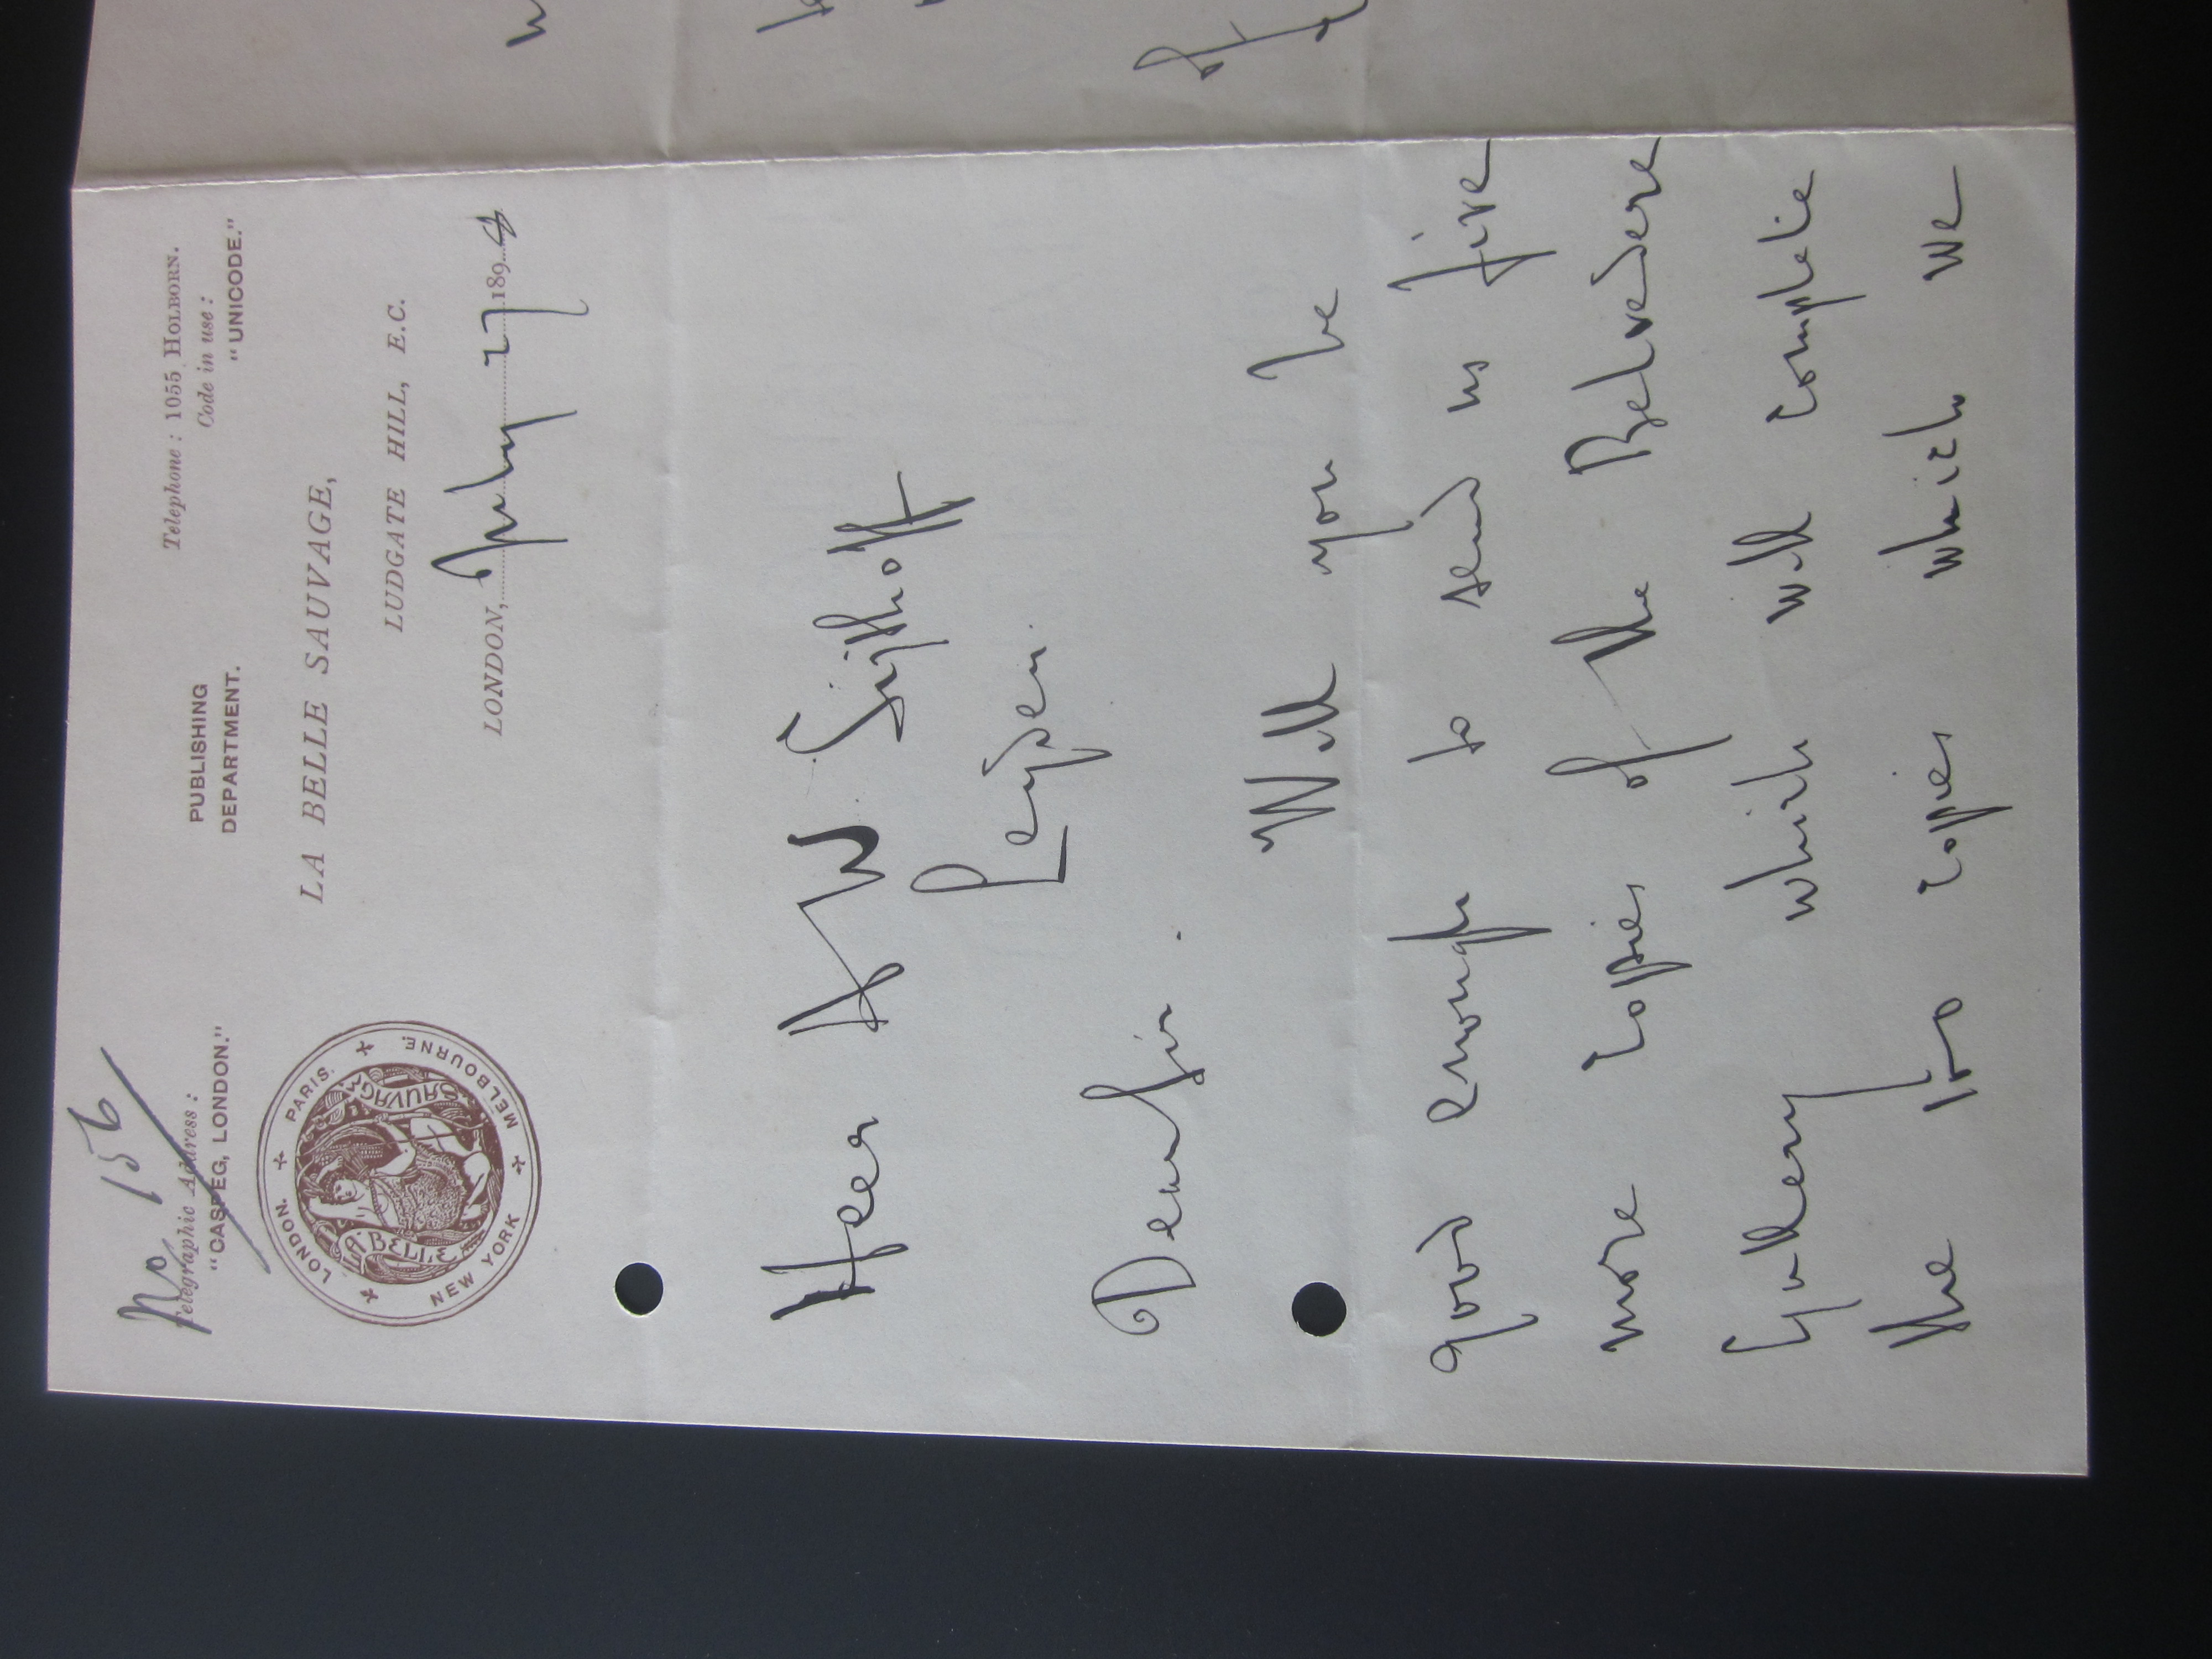 No 156
Telegraphic Address :
"CASPEG, LONDON."
PUBLISHING
DEPARTMENT.
Telephone : 1055 HOLBORN.
Code in use :
"UNICODE."
LONDON. PARIS. MELBOURNE. NEW YORK
LA BELLE SAUVAGE
LA BELLE SAUVAGE,
LUDGATE HILL, E.C.
LONDON, July 27 1898
Heer A W Sijthoff
Leyden.
Dear Sir.
Will you be
good enough to send us five
more copies of the Belvedere
Gallery which will complete
the 100 copies which we
of